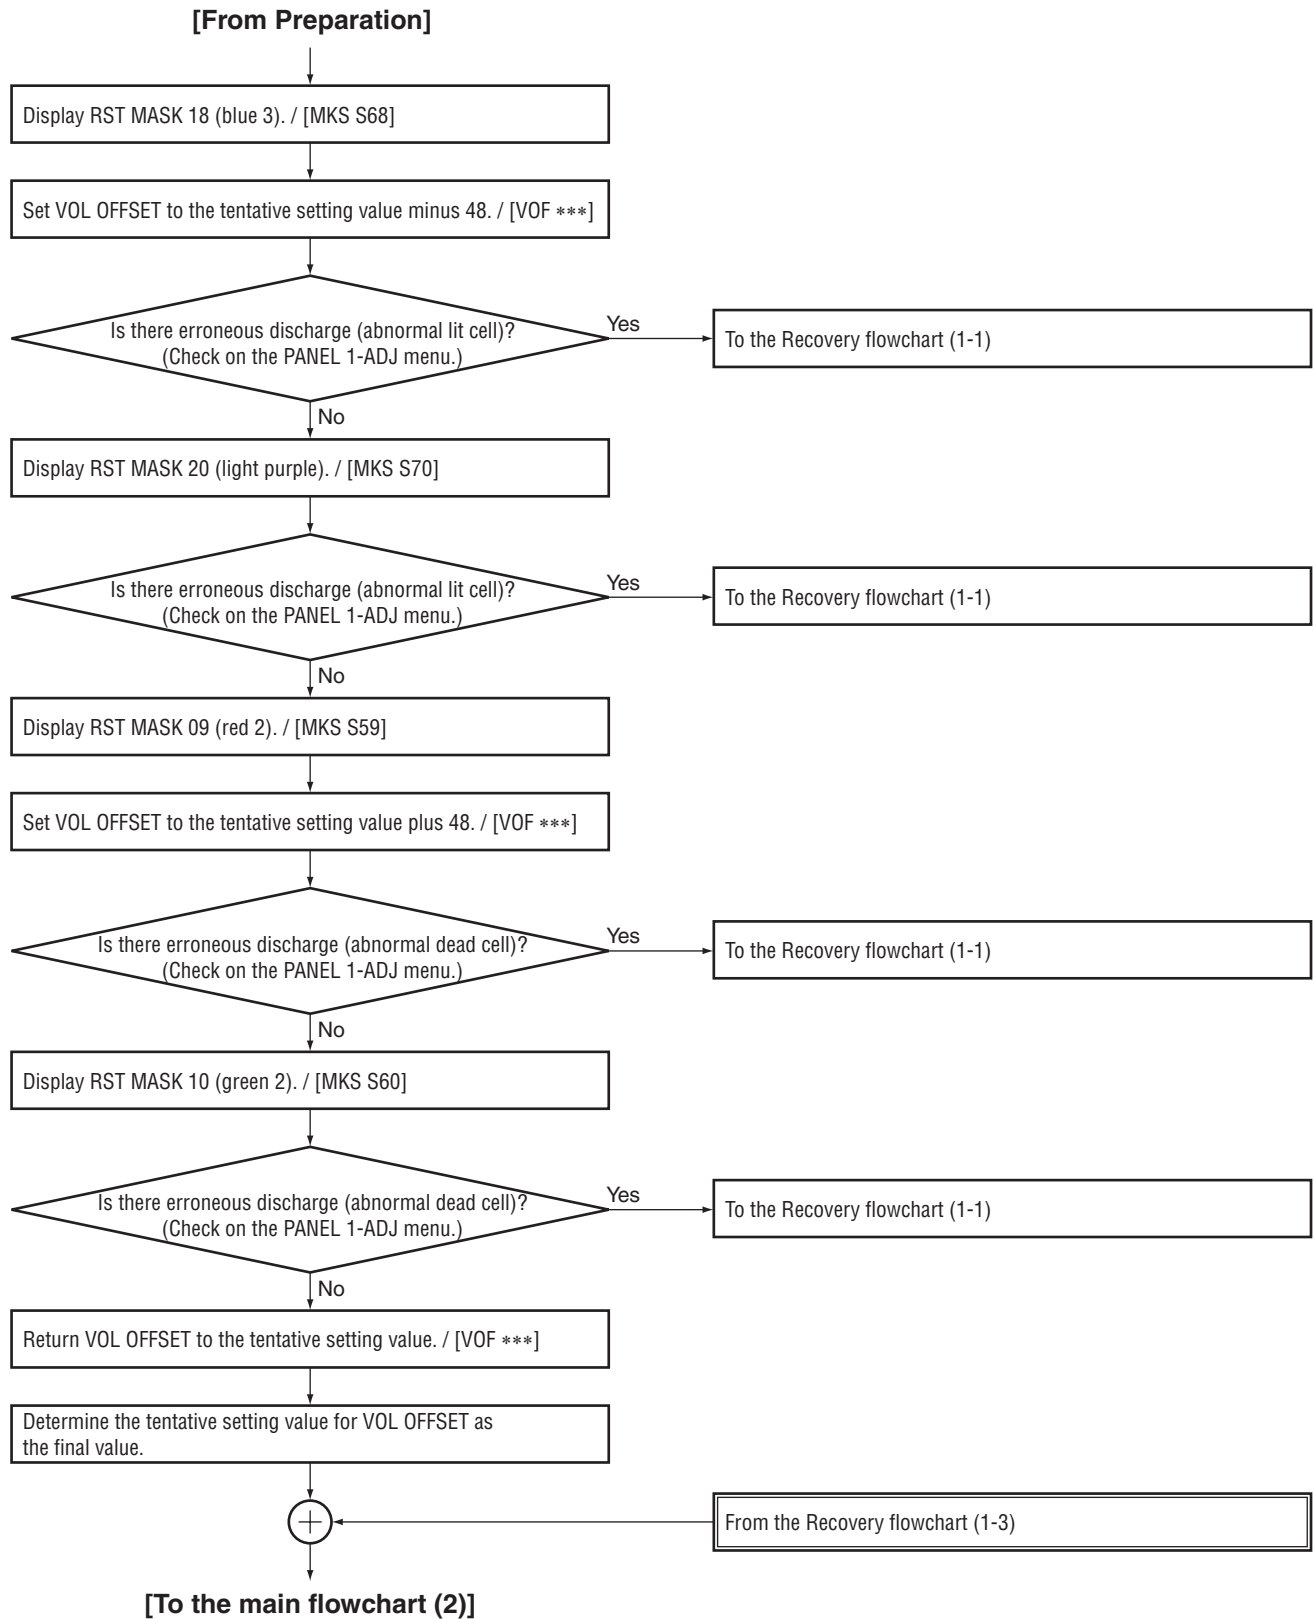 [From Preparation]
Display RST MASK 18 (blue 3). / [MKS S68]
Set VOL OFFSET to the tentative setting value minus 48. / [VOF ***]
Is there erroneous discharge (abnormal lit cell)?
(Check on the PANEL 1-ADJ menu.)
Yes
To the Recovery flowchart (1-1)
No
Display RST MASK 20 (light purple). / [MKS S70]
Is there erroneous discharge (abnormal lit cell)?
(Check on the PANEL 1-ADJ menu.)
Yes
To the Recovery flowchart (1-1)
No
Display RST MASK 09 (red 2). / [MKS S59]
Set VOL OFFSET to the tentative setting value plus 48. / [VOF ***]
Is there erroneous discharge (abnormal dead cell)?
(Check on the PANEL 1-ADJ menu.)
Yes
To the Recovery flowchart (1-1)
No
Display RST MASK 10 (green 2). / [MKS S60]
Is there erroneous discharge (abnormal dead cell)?
(Check on the PANEL 1-ADJ menu.)
Yes
To the Recovery flowchart (1-1)
No
Return VOL OFFSET to the tentative setting value. / [VOF ***]
Determine the tentative setting value for VOL OFFSET as
the final value.
From the Recovery flowchart (1-3)
[To the main flowchart (2)]